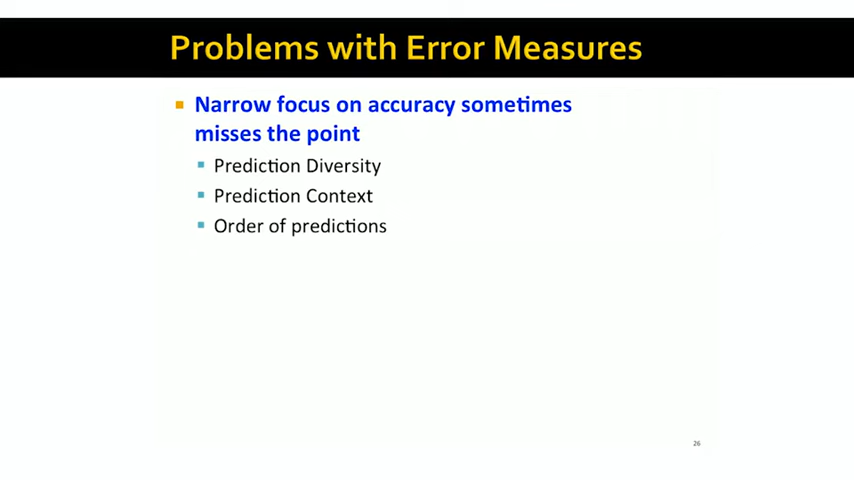 Problems with Error Measures
Narrow focus on accuracy sometimes
misses the point
Prediction Diversity
Prediction Context
Order of predictions
26